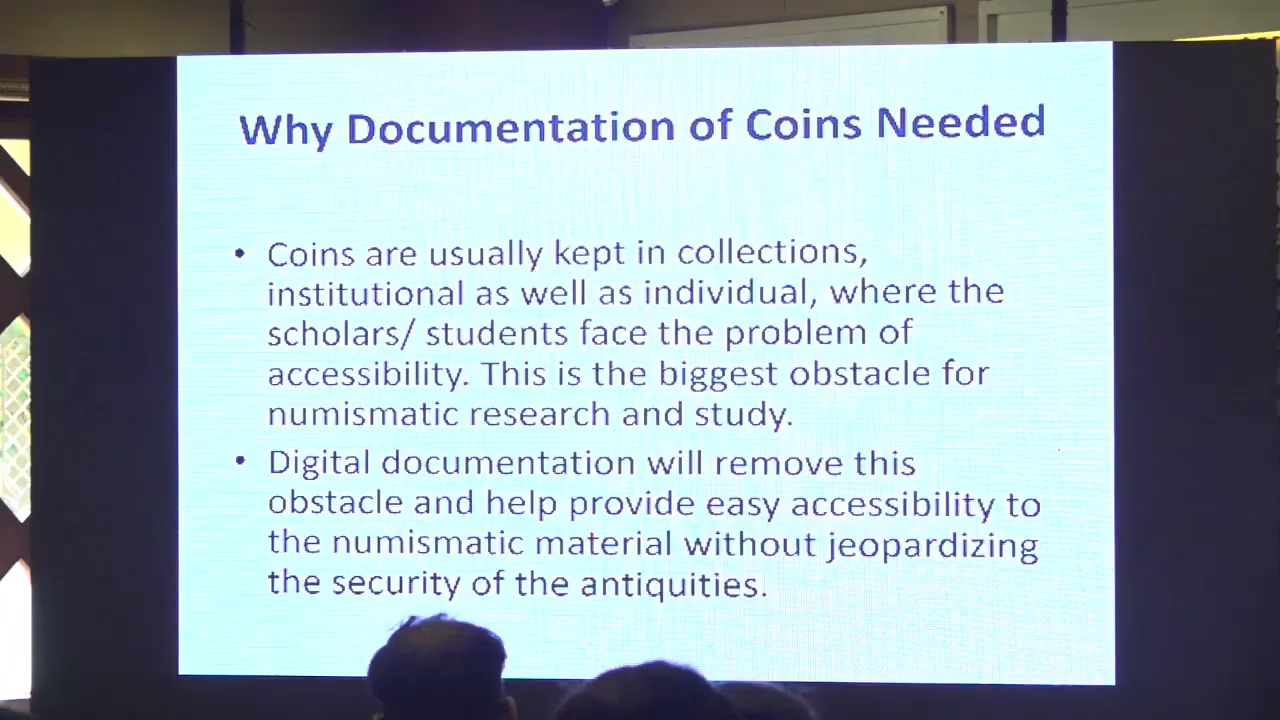 Why Documentation of Coins Needed
• Coins are usually kept in collections,
institutional as well as individual, where the
scholars/ students face the problem of
accessibility. This is the biggest obstacle for
numismatic research and study.
• Digital documentation will remove this
obstacle and help provide easy accessibility to
the numismatic material without jeopardizing
the security of the antiquities.